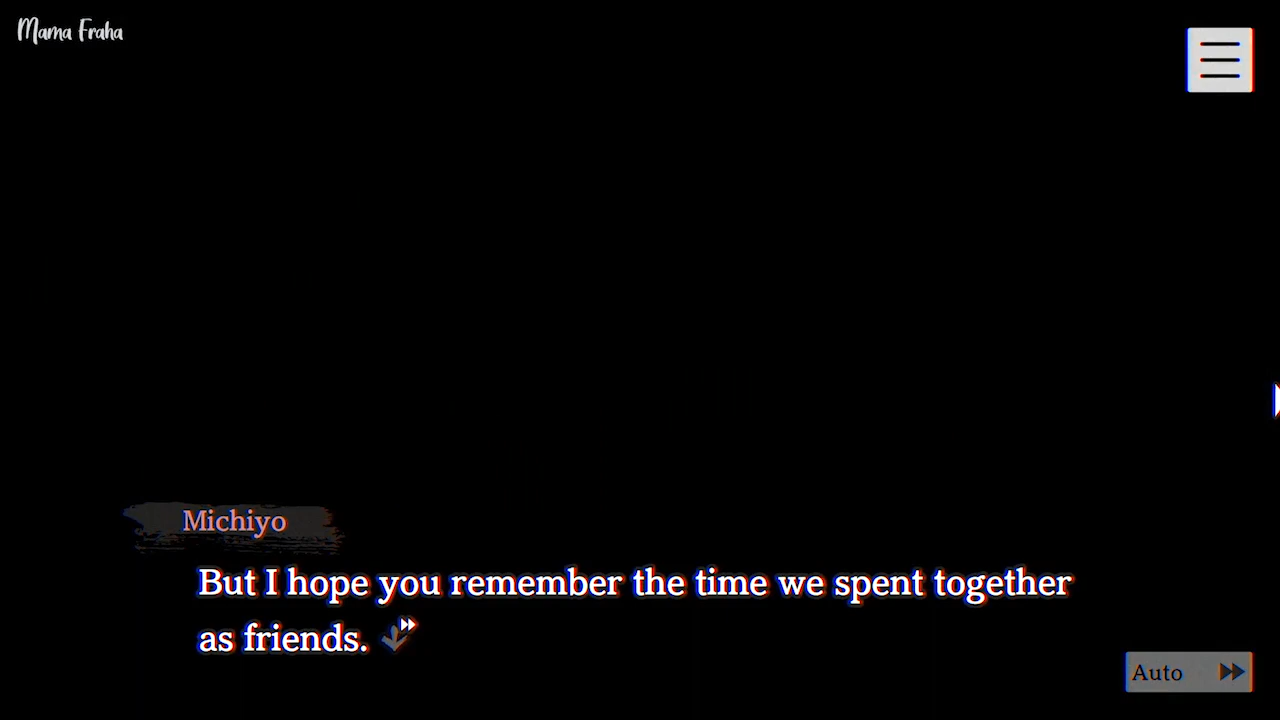 Mama Fraha
Michiyo
But I hope you remember the time we spent together
as friends.
Auto